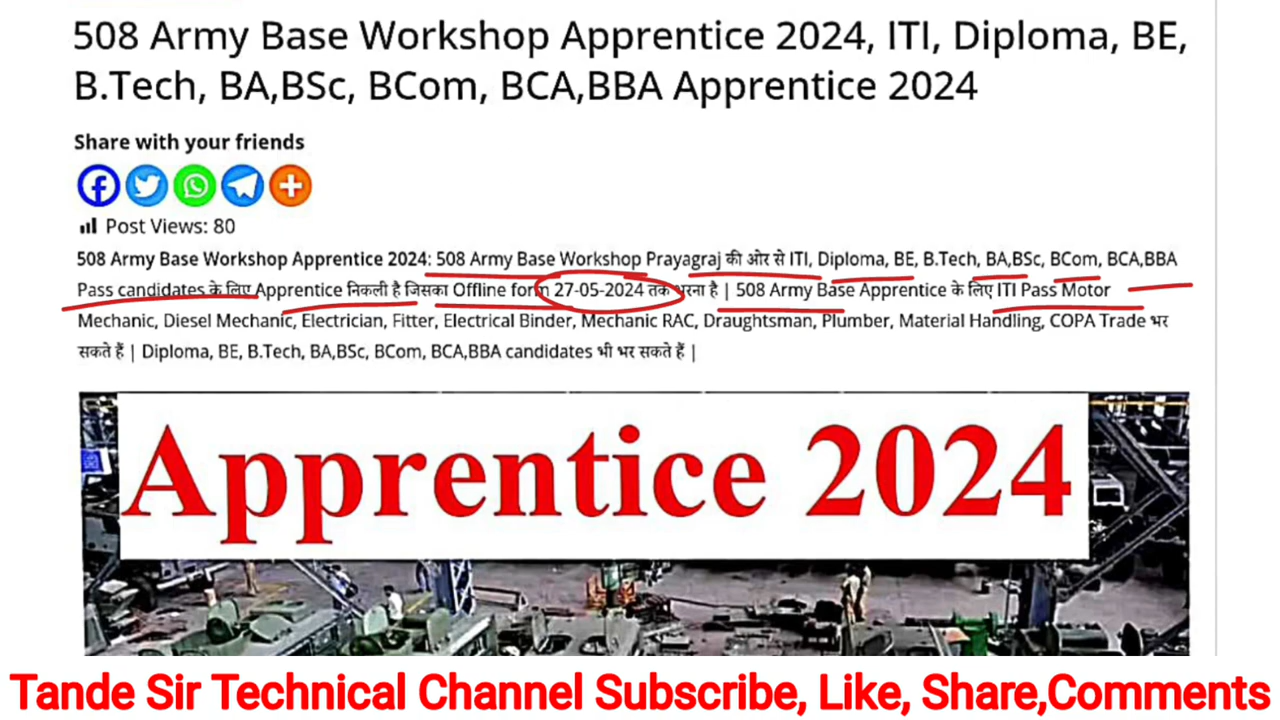 508 Army Base Workshop Apprentice 2024, ITI, Diploma, BE,
B.Tech, BA,BSc, BCom, BCA,BBA Apprentice 2024
Share with your friends
Post Views: 80
508 Army Base Workshop Apprentice 2024: 508 Army Base Workshop Prayagraj की ओर से ITI, Diploma, BE, B.Tech, BA,BSc, BCom, BCA,BBA
Pass candidates के लिए Apprentice निकली है जिसका Offline form 27-05-2024 तक भरना है | 508 Army Base Apprentice के लिए ITI Pass Motor
Mechanic, Diesel Mechanic, Electrician, Fitter, Electrical Binder, Mechanic RAC, Draughtsman, Plumber, Material Handling, COPA Trade भर
सकते हैं | Diploma, BE, B.Tech, BA,BSc, BCom, BCA,BBA candidates भी भर सकते हैं |
Apprentice 2024
Tande Sir Technical Channel Subscribe, Like, Share,Comments